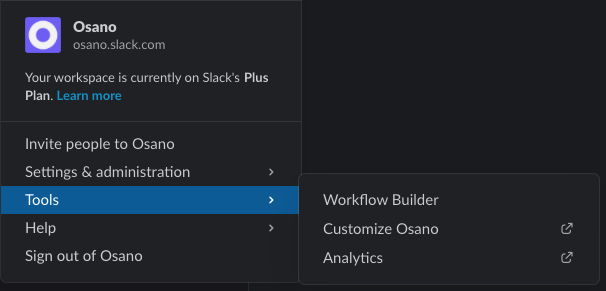 Osano
osano.slack.com
Your workspace is currently on Slack's Plus
Plan. Learn more
Invite people to Osano
Settings & administration
Tools
Help
Sign out of Osano
Workflow Builder
Customize Osano
Analytics